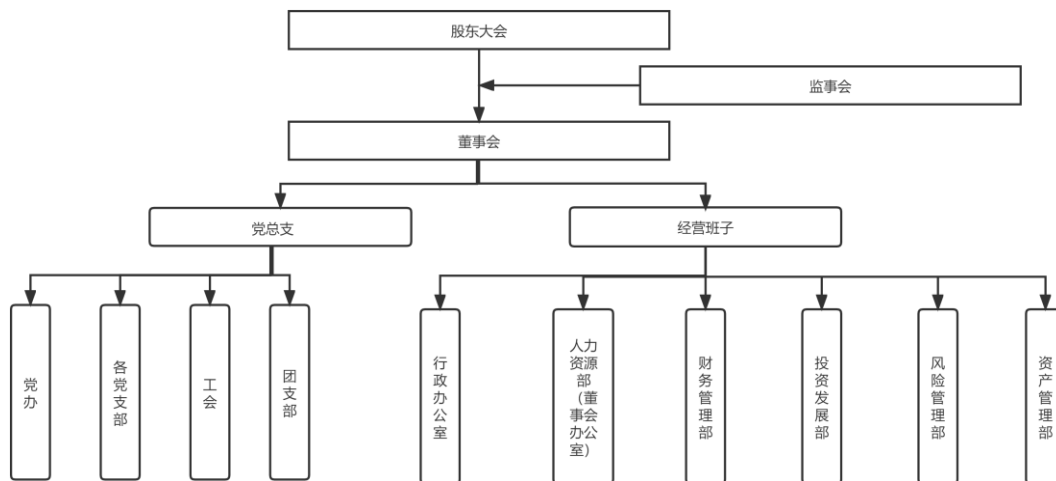 股东大会
监事会
董事会
党总支
经营班子
党办
各党支部
工会
团支部
行政办公室
人力
资源
部
（董
事会
办公
室）
财务管理部
投资发展部
风险管理部
资产管理部